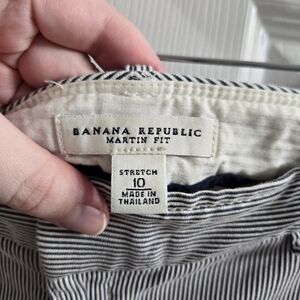 BANANA REPUBLIC
MARTIN FIT
STRETCH
10
MADE IN
THAILAND